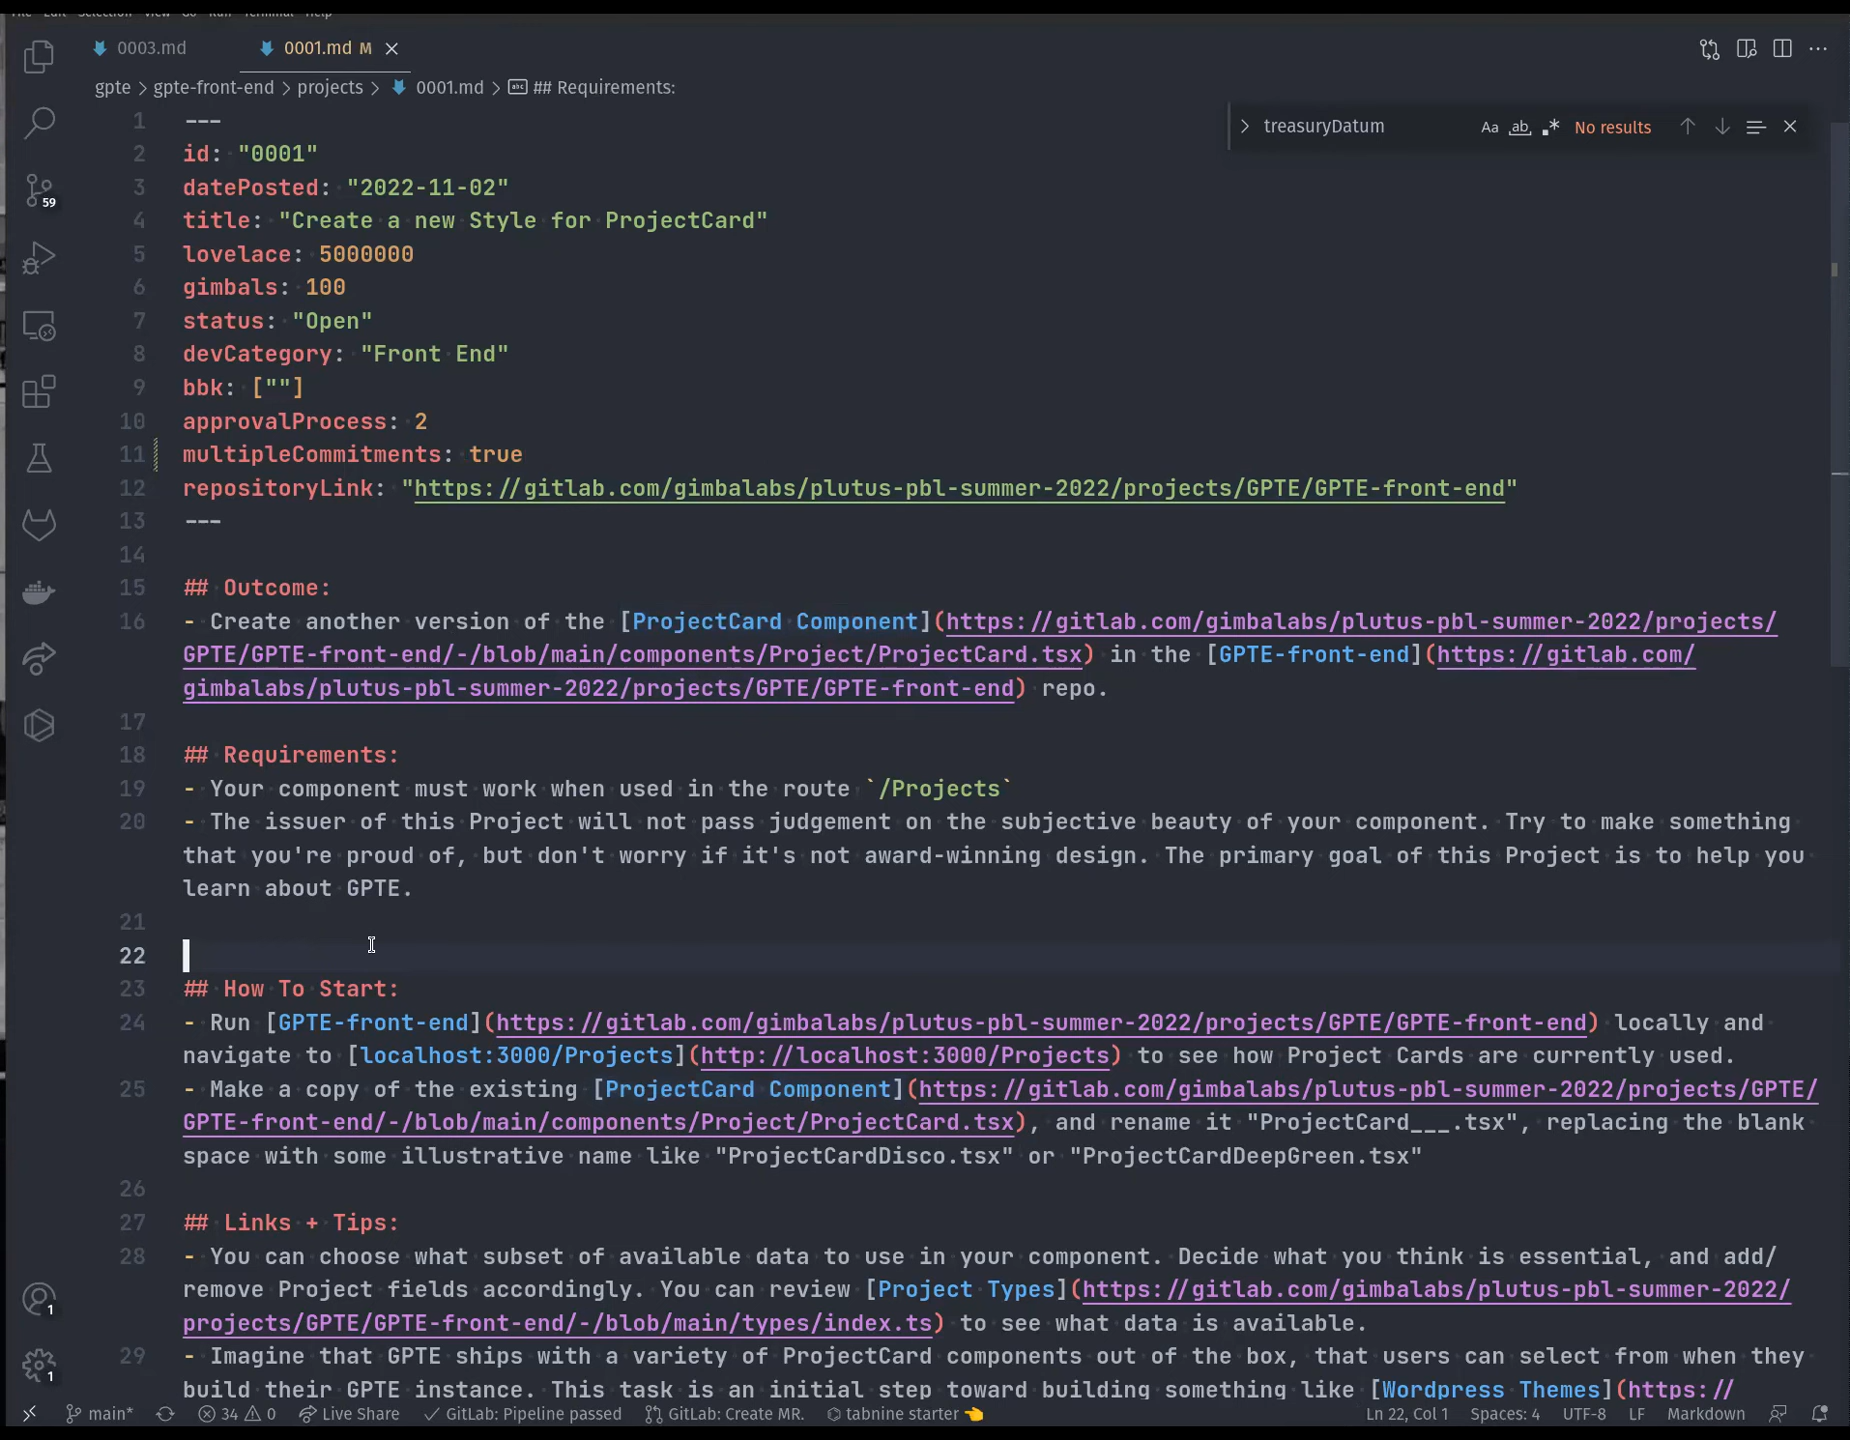 0003.md
0001.md M
gpte > gpte-front-end > projects > 0001.md > ## Requirements:
treasuryDatum Aa ab .* No results
1 ---
2 id: "0001"
3 datePosted: "2022-11-02"
4 title: "Create a new Style for ProjectCard"
5 lovelace: 5000000
6 gimbals: 100
7 status: "Open"
8 devCategory: "Front End"
9 bbk: [""]
10 approvalProcess: 2
11 multipleCommitments: true
12 repositoryLink: "https://gitlab.com/gimbalabs/plutus-pbl-summer-2022/projects/GPTE/GPTE-front-end"
13 ---
14
15 ## Outcome:
16 - Create another version of the [ProjectCard Component](https://gitlab.com/gimbalabs/plutus-pbl-summer-2022/projects/
GPTE/GPTE-front-end/-/blob/main/components/Project/ProjectCard.tsx) in the [GPTE-front-end](https://gitlab.com/
gimbalabs/plutus-pbl-summer-2022/projects/GPTE/GPTE-front-end) repo.
17
18 ## Requirements:
19 - Your component must work when used in the route `/Projects`
20 - The issuer of this Project will not pass judgement on the subjective beauty of your component. Try to make something
that you're proud of, but don't worry if it's not award-winning design. The primary goal of this Project is to help you
learn about GPTE.
21
22
23 ## How To Start:
24 - Run [GPTE-front-end](https://gitlab.com/gimbalabs/plutus-pbl-summer-2022/projects/GPTE/GPTE-front-end) locally and
navigate to [localhost:3000/Projects](http://localhost:3000/Projects) to see how Project Cards are currently used.
25 - Make a copy of the existing [ProjectCard Component](https://gitlab.com/gimbalabs/plutus-pbl-summer-2022/projects/GPTE/
GPTE-front-end/-/blob/main/components/Project/ProjectCard.tsx), and rename it "ProjectCard___.tsx", replacing the blank
space with some illustrative name like "ProjectCardDisco.tsx" or "ProjectCardDeepGreen.tsx"
26
27 ## Links + Tips:
28 - You can choose what subset of available data to use in your component. Decide what you think is essential, and add/
remove Project fields accordingly. You can review [Project Types](https://gitlab.com/gimbalabs/plutus-pbl-summer-2022/
projects/GPTE/GPTE-front-end/-/blob/main/types/index.ts) to see what data is available.
29 - Imagine that GPTE ships with a variety of ProjectCard components out of the box, that users can select from when they
build their GPTE instance. This task is an initial step toward building something like [Wordpress Themes](https://
59
1
1
main* 34 0 Live Share GitLab: Pipeline passed GitLab: Create MR. tabnine starter 👈 Ln 22, Col 1 Spaces: 4 UTF-8 LF Markdown